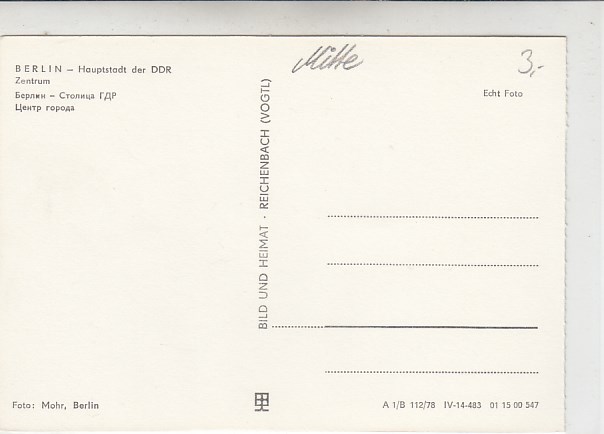 BERLIN – Hauptstadt der DDR
Zentrum
Берлин – Столица ГДР
Центр города
Mitte
3,-
Echt Foto
BILD UND HEIMAT · REICHENBACH (VOGTL)
Foto: Mohr, Berlin
A 1/B 112/78 IV-14-483 01 15 00 547